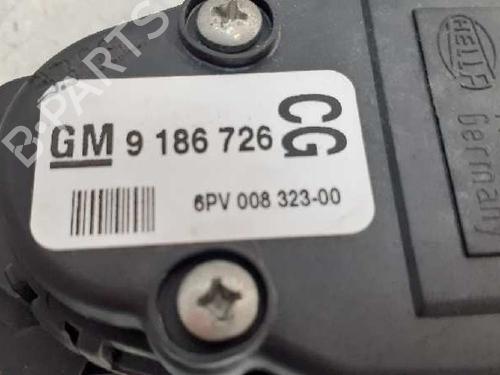 GM 9 186 726 CG
6PV 008 323-00
HELLA
Germany
B-PARTS